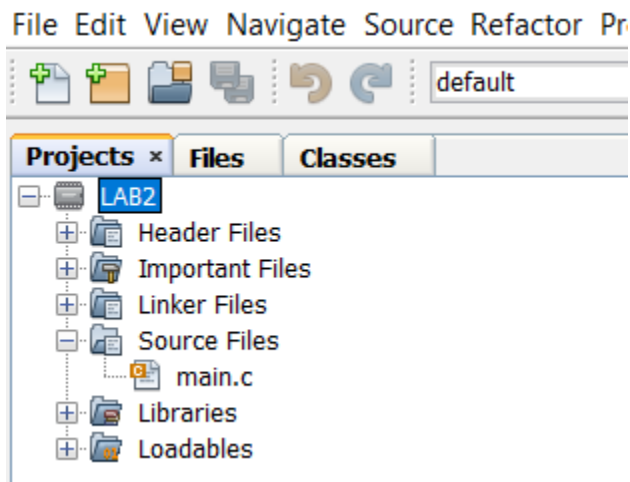 File Edit View Navigate Source Refactor Pr
default
Projects × Files Classes
LAB2
Header Files
Important Files
Linker Files
Source Files
main.c
Libraries
Loadables